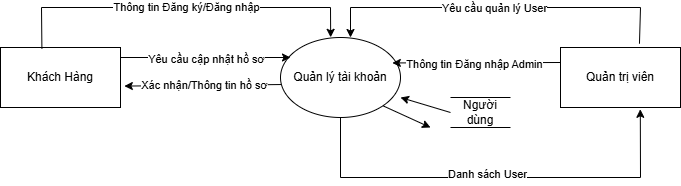 Thông tin Đăng ký/Đăng nhập
Yêu cầu quản lý User
Yêu cầu cập nhật hồ sơ
Thông tin Đăng nhập Admin
Khách Hàng
Quản lý tài khoản
Quản trị viên
Xác nhận/Thông tin hồ sơ
Người
dùng
Danh sách User